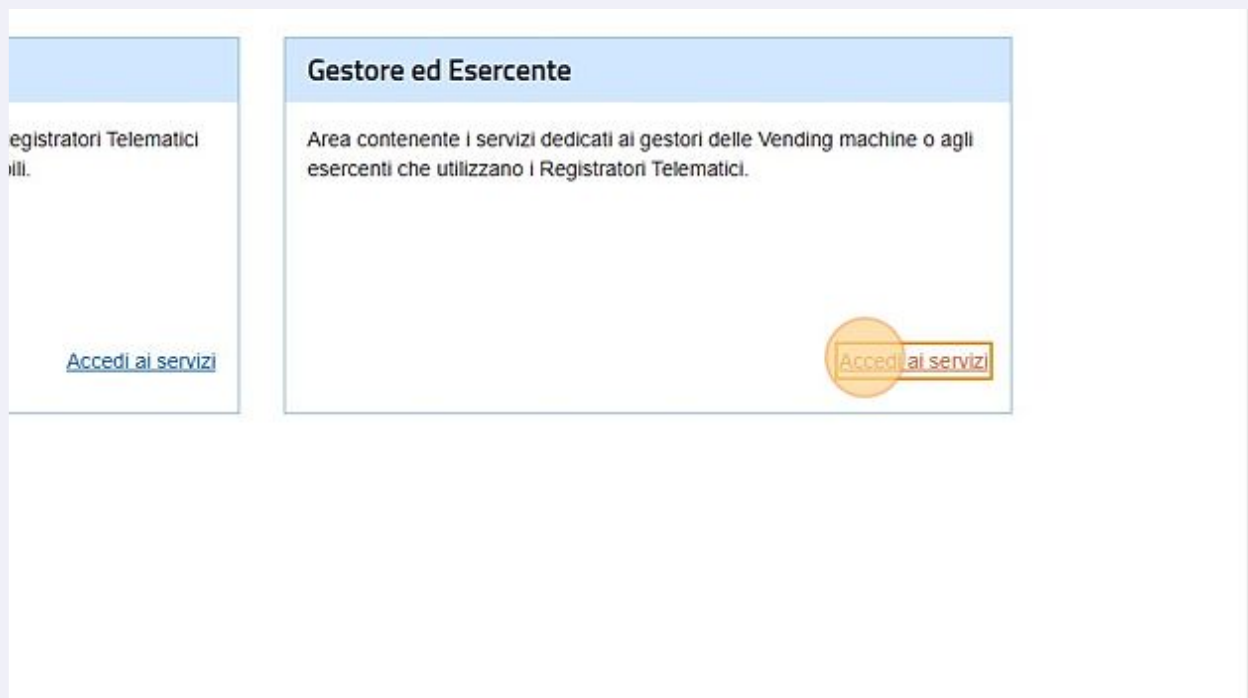 egistratori Telematici
Accedi ai servizi
Gestore ed Esercente
Area contenente i servizi dedicati ai gestori delle Vending machine o agli
esercenti che utilizzano i Registratori Telematici.
Accedi ai servizi